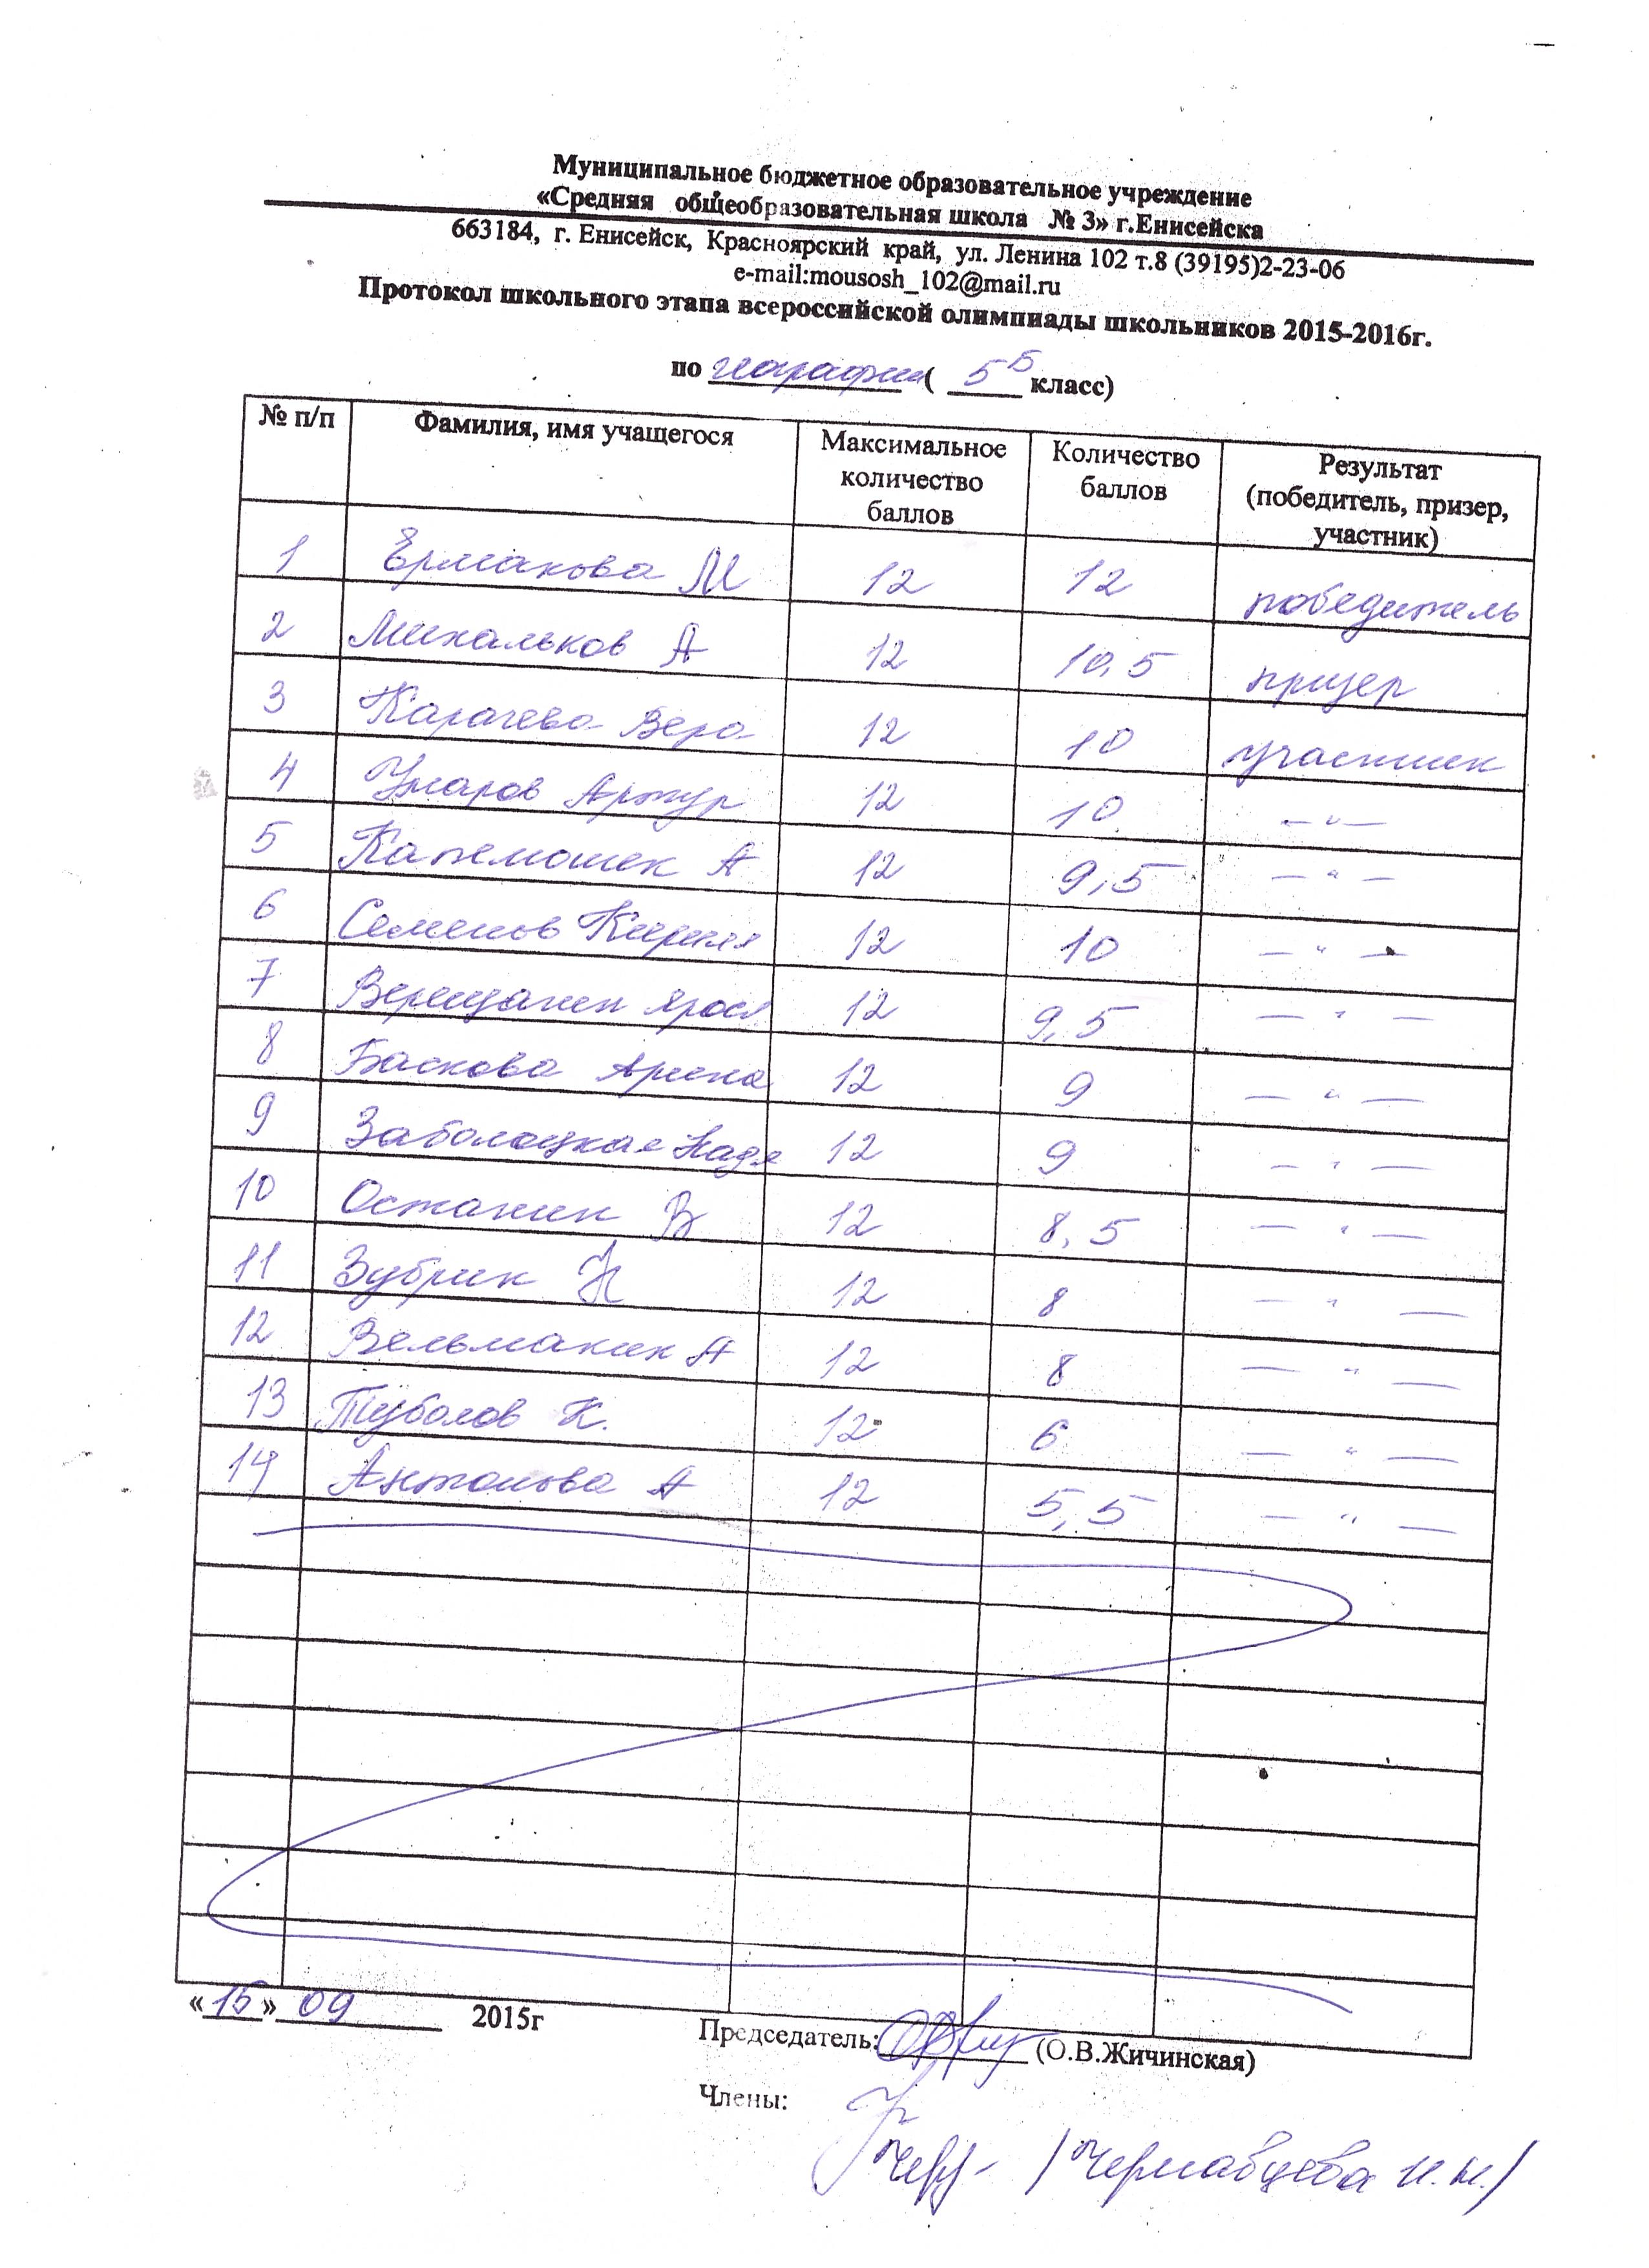 Муниципальное бюджетное образовательное учреждение
«Средняя общеобразовательная школа № 3» г.Енисейска
663184, г. Енисейск, Красноярский край, ул. Ленина 102 т.8 (39195)2-23-06
e-mail:mousosh_102@mail.ru
Протокол школьного этапа всероссийской олимпиады школьников 2015-2016г.
по географии ( 5 Б класс)
№ п/п Фамилия, имя учащегося Максимальное количество баллов Количество баллов Результат (победитель, призер, участник)
1 Ермакова М 12 12 победитель
2 Михальков А 12 10,5 призер
3 Карачева Вера 12 10 участник
4 Умаров Артур 12 10 — " —
5 А 12 9,5 — " —
6 Семенов Кирилл 12 10 — " —
7 Верещагин Яросл 12 9,5 — " —
8 Баскова Арина 12 9 — " —
9 Заболоцкая Надя 12 9 — " —
10 Останин В 12 8,5 — " —
11 Зубрик К 12 8 — " —
12 Вельмакин А 12 8 — " —
13 Туболов К. 12 6 — " —
14 Антонова А 12 5,5 — " —
«15» 09 2015г
Председатель: (О.В.Жичинская)
Члены:
/Чермавцева Н.Н./